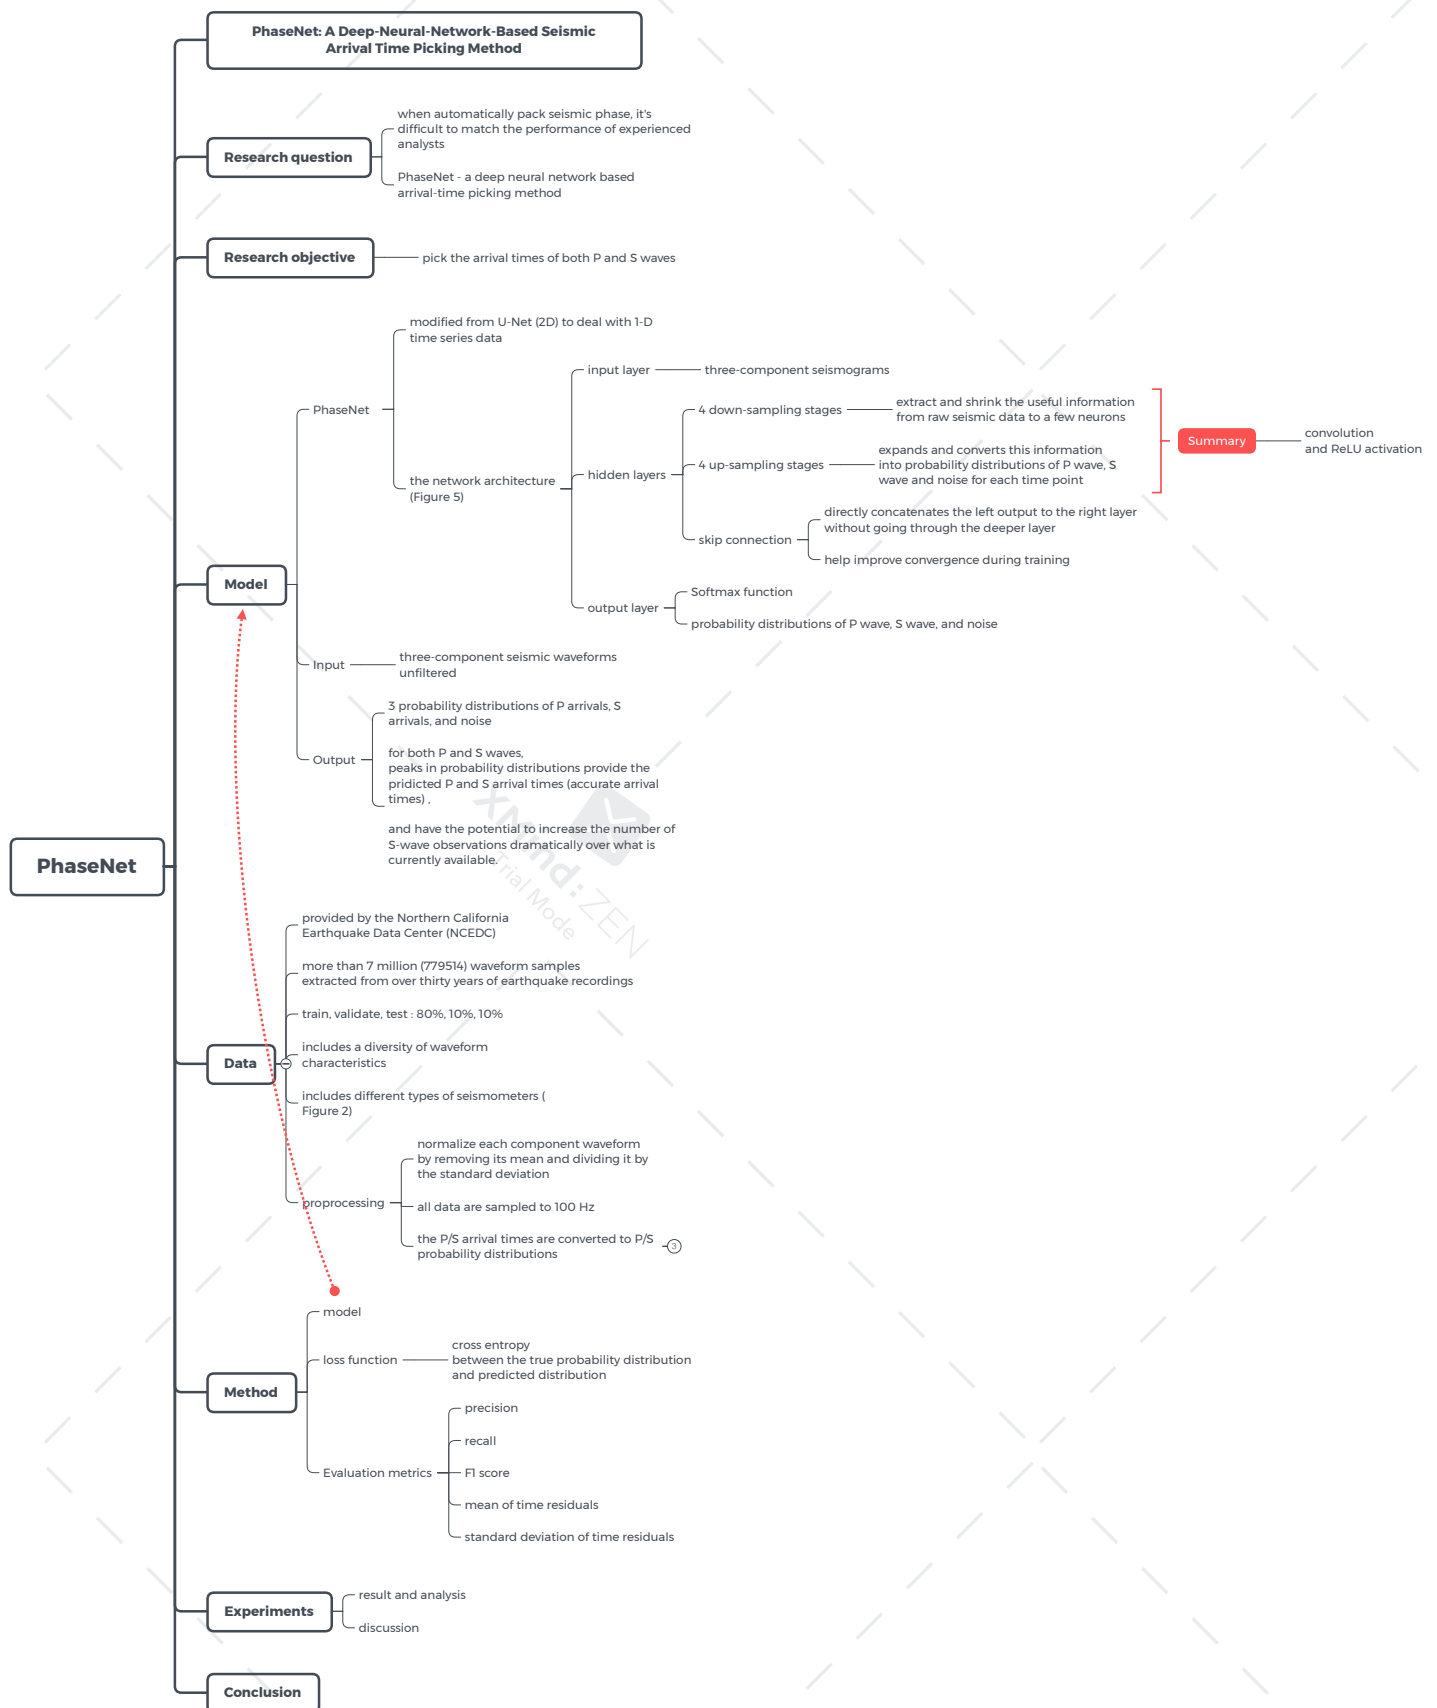 PhaseNet: A Deep-Neural-Network-Based Seismic
Arrival Time Picking Method
Research question
when automatically pack seismic phase, it's
difficult to match the performance of experienced
analysts
PhaseNet - a deep neural network based
arrival-time picking method
Research objective
pick the arrival times of both P and S waves
Model
PhaseNet
modified from U-Net (2D) to deal with 1-D
time series data
the network architecture
(Figure 5)
input layer
three-component seismograms
hidden layers
4 down-sampling stages
extract and shrink the useful information
from raw seismic data to a few neurons
4 up-sampling stages
expands and converts this information
into probability distributions of P wave, S
wave and noise for each time point
Summary
convolution
and ReLU activation
skip connection
directly concatenates the left output to the right layer
without going through the deeper layer
help improve convergence during training
output layer
Softmax function
probability distributions of P wave, S wave, and noise
Input
three-component seismic waveforms
unfiltered
Output
3 probability distributions of P arrivals, S
arrivals, and noise
for both P and S waves,
peaks in probability distributions provide the
pridicted P and S arrival times (accurate arrival
times) ,
and have the potential to increase the number of
S-wave observations dramatically over what is
currently available.
XMind: ZEN
Trial Mode
PhaseNet
Data
provided by the Northern California
Earthquake Data Center (NCEDC)
more than 7 million (779514) waveform samples
extracted from over thirty years of earthquake recordings
train, validate, test : 80%, 10%, 10%
includes a diversity of waveform
characteristics
includes different types of seismometers (
Figure 2)
proprocessing
normalize each component waveform
by removing its mean and dividing it by
the standard deviation
all data are sampled to 100 Hz
the P/S arrival times are converted to P/S
probability distributions
3
Method
model
loss function
cross entropy
between the true probability distribution
and predicted distribution
Evaluation metrics
precision
recall
F1 score
mean of time residuals
standard deviation of time residuals
Experiments
result and analysis
discussion
Conclusion